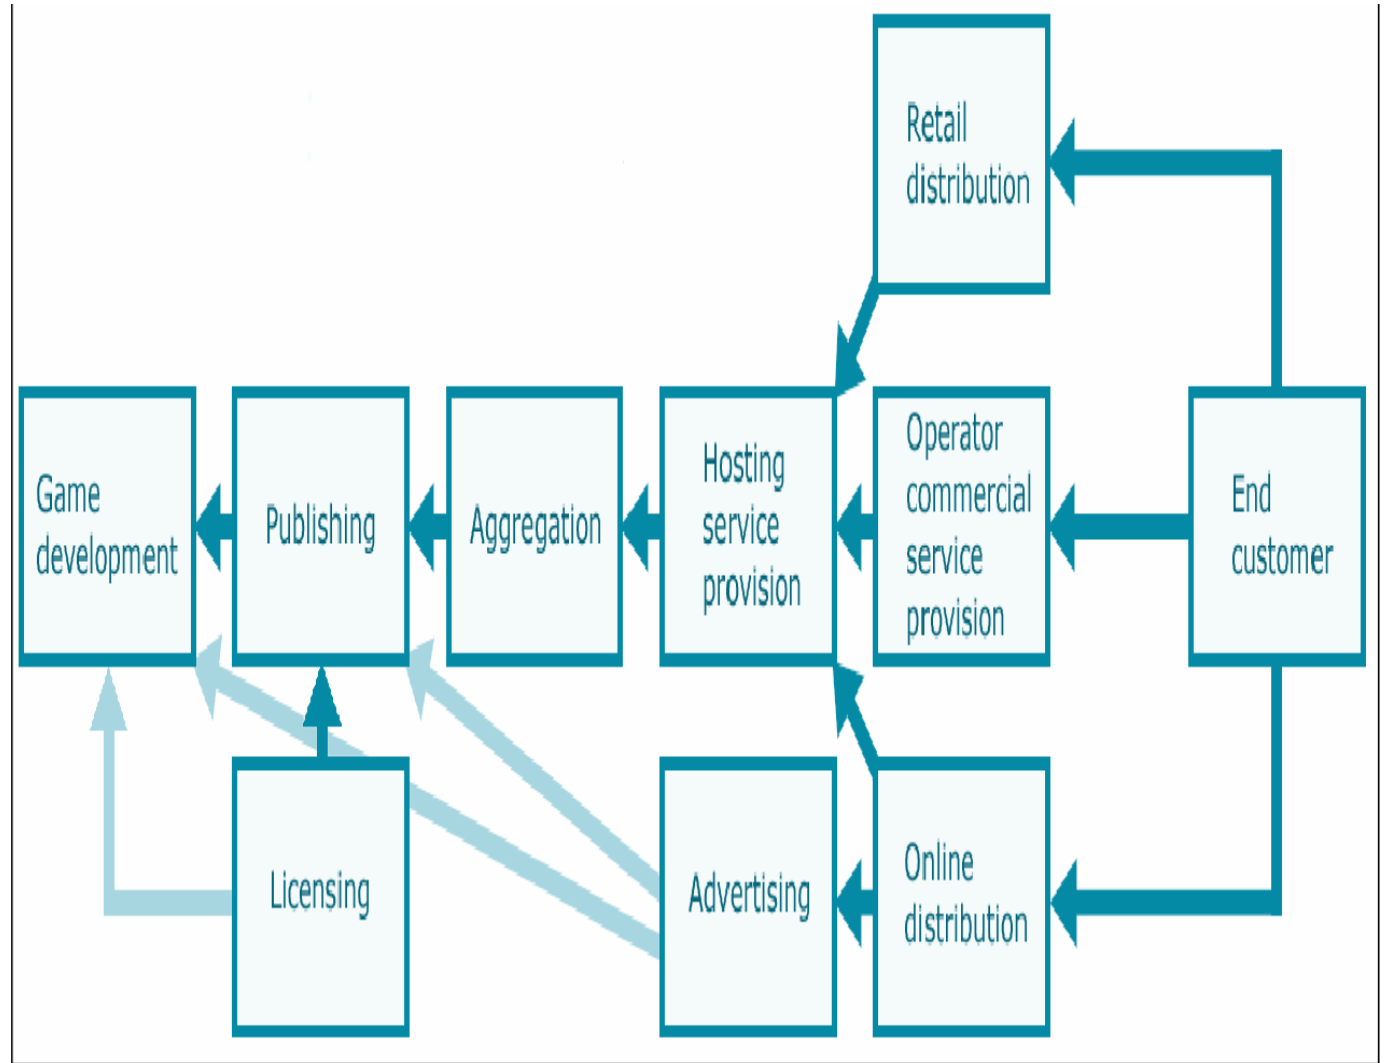 Retail
distribution
Game
development
Publishing
Aggregation
Hosting
service
provision
Operator
commercial
service
provision
End
customer
Licensing
Advertising
Online
distribution